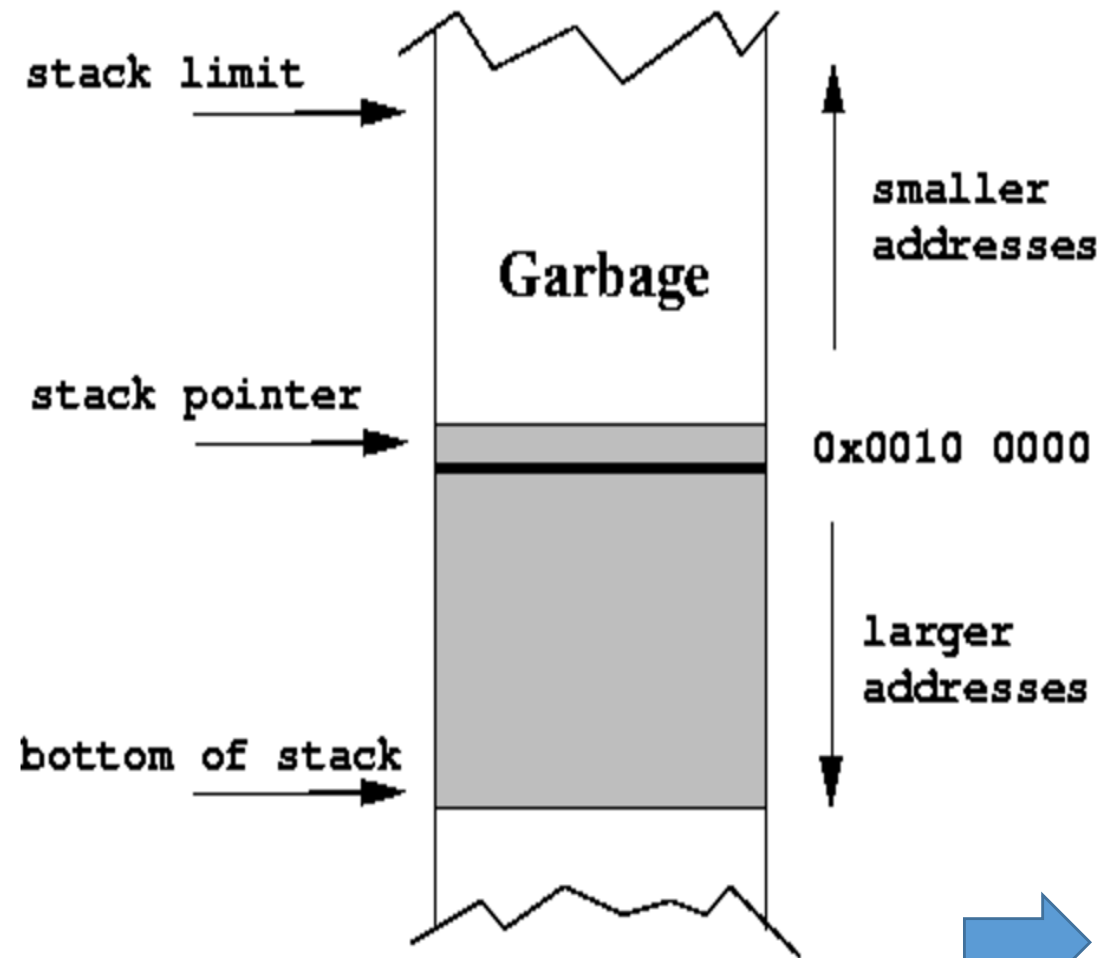 stack limit
smaller
addresses
Garbage
stack pointer
0x0010 0000
larger
addresses
bottom of stack